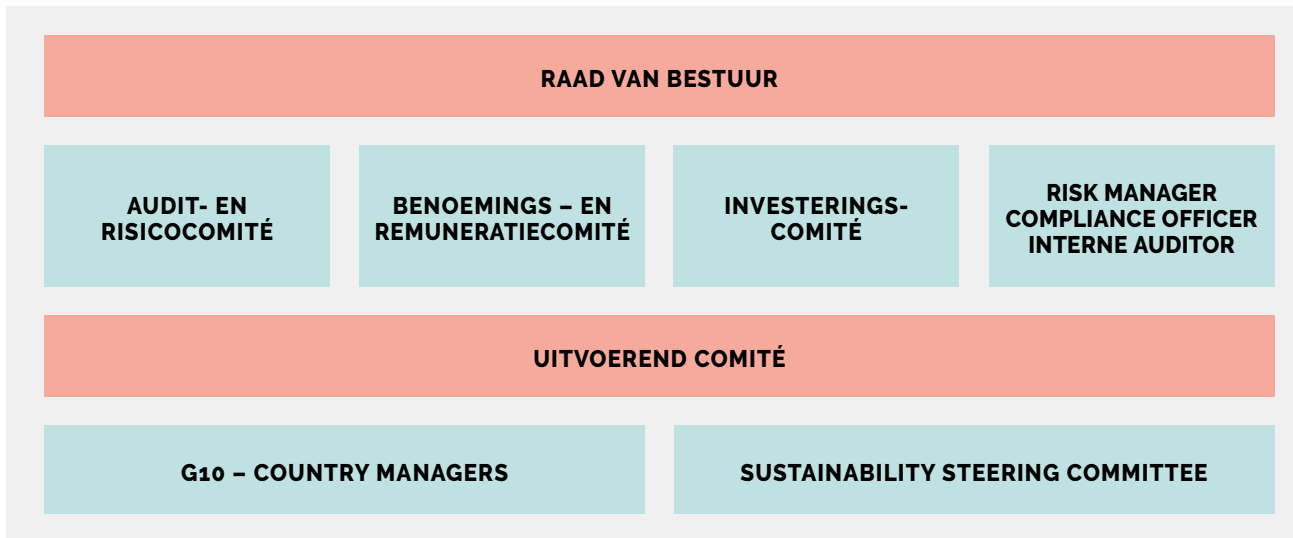 RAAD VAN BESTUUR
AUDIT- EN
RISICOCOMITÉ
BENOEMINGS – EN
REMUNERATIECOMITÉ
INVESTERINGS-
COMITÉ
RISK MANAGER
COMPLIANCE OFFICER
INTERNE AUDITOR
UITVOEREND COMITÉ
G10 – COUNTRY MANAGERS
SUSTAINABILITY STEERING COMMITTEE